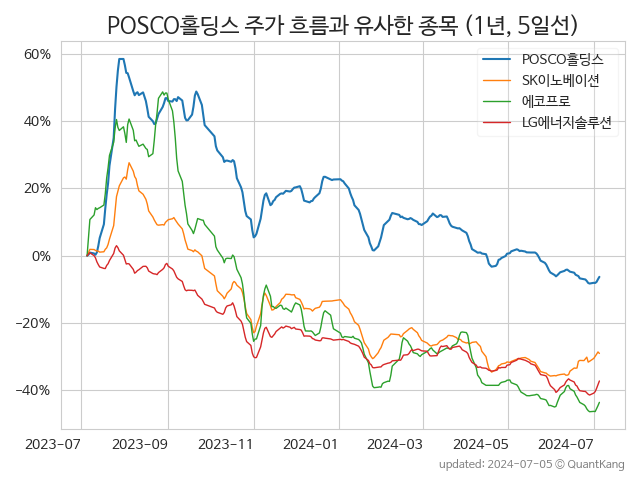 POSCO홀딩스 주가 흐름과 유사한 종목 (1년, 5일선)
POSCO홀딩스
SK이노베이션
에코프로
LG에너지솔루션
60%
40%
20%
0%
−20%
−40%
2023-07
2023-09
2023-11
2024-01
2024-03
2024-05
2024-07
updated: 2024-07-05 © QuantKang